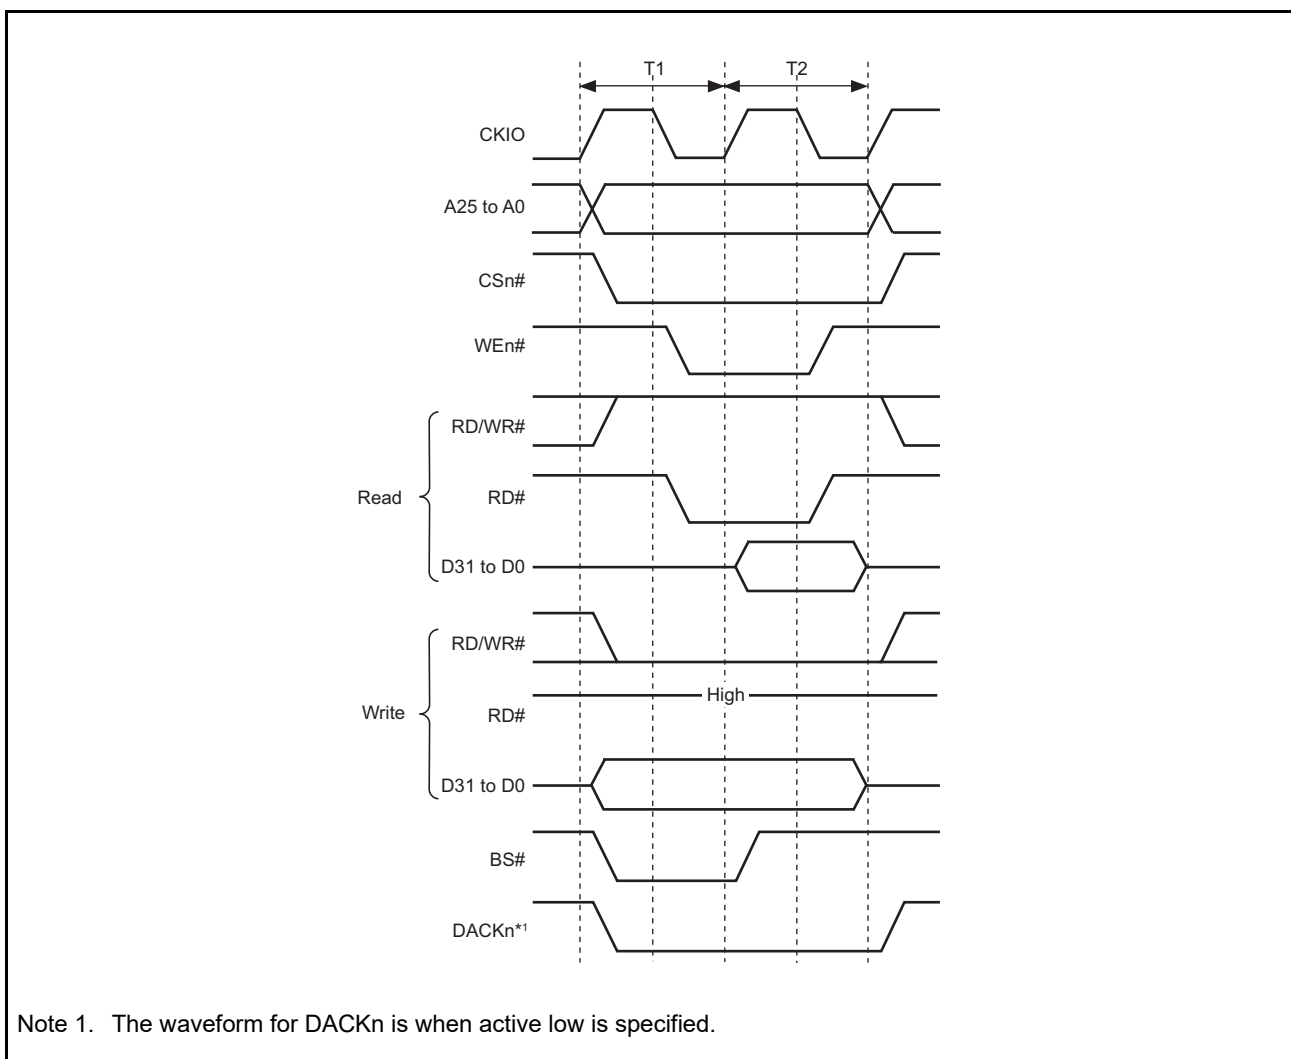 T1 T2
CKIO
A25 to A0
CSn#
WEn#
RD/WR#
Read RD#
D31 to D0
RD/WR#
High
Write RD#
D31 to D0
BS#
DACKn*1
Note 1. The waveform for DACKn is when active low is specified.